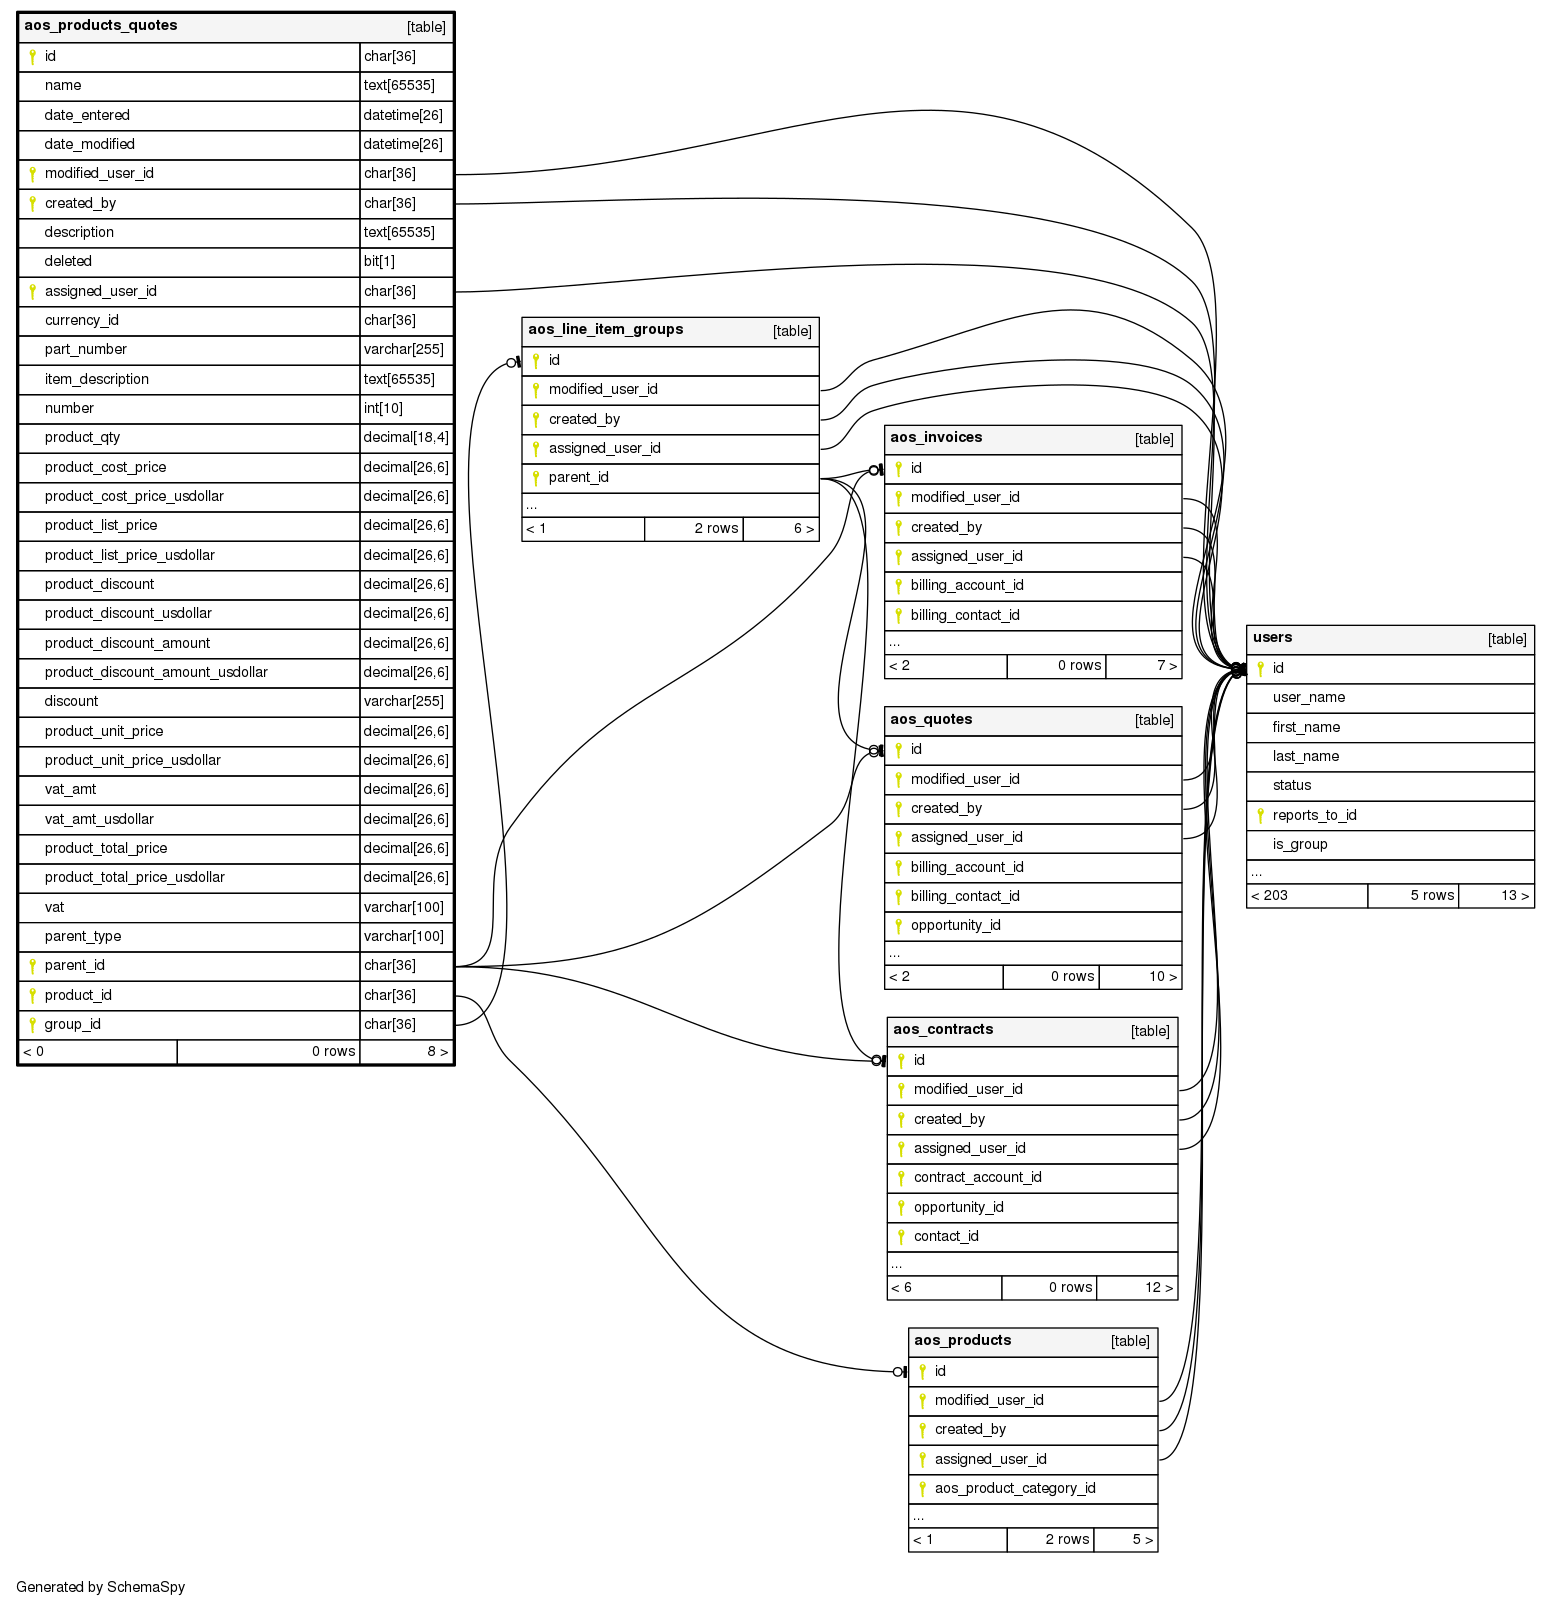 aos_products_quotes [table]
id char[36]
name text[65535]
date_entered datetime[26]
date_modified datetime[26]
modified_user_id char[36]
created_by char[36]
description text[65535]
deleted bit[1]
assigned_user_id char[36]
currency_id char[36]
part_number varchar[255]
item_description text[65535]
number int[10]
product_qty decimal[18,4]
product_cost_price decimal[26,6]
product_cost_price_usdollar decimal[26,6]
product_list_price decimal[26,6]
product_list_price_usdollar decimal[26,6]
product_discount decimal[26,6]
product_discount_usdollar decimal[26,6]
product_discount_amount decimal[26,6]
product_discount_amount_usdollar decimal[26,6]
discount varchar[255]
product_unit_price decimal[26,6]
product_unit_price_usdollar decimal[26,6]
vat_amt decimal[26,6]
vat_amt_usdollar decimal[26,6]
product_total_price decimal[26,6]
product_total_price_usdollar decimal[26,6]
vat varchar[100]
parent_type varchar[100]
parent_id char[36]
product_id char[36]
group_id char[36]
< 0 0 rows 8 >
aos_line_item_groups [table]
id
modified_user_id
created_by
assigned_user_id
parent_id
...
< 1 2 rows 6 >
aos_invoices [table]
id
modified_user_id
created_by
assigned_user_id
billing_account_id
billing_contact_id
...
< 2 0 rows 7 >
aos_quotes [table]
id
modified_user_id
created_by
assigned_user_id
billing_account_id
billing_contact_id
opportunity_id
...
< 2 0 rows 10 >
aos_contracts [table]
id
modified_user_id
created_by
assigned_user_id
contract_account_id
opportunity_id
contact_id
...
< 6 0 rows 12 >
aos_products [table]
id
modified_user_id
created_by
assigned_user_id
aos_product_category_id
...
< 1 2 rows 5 >
users [table]
id
user_name
first_name
last_name
status
reports_to_id
is_group
...
< 203 5 rows 13 >
Generated by SchemaSpy